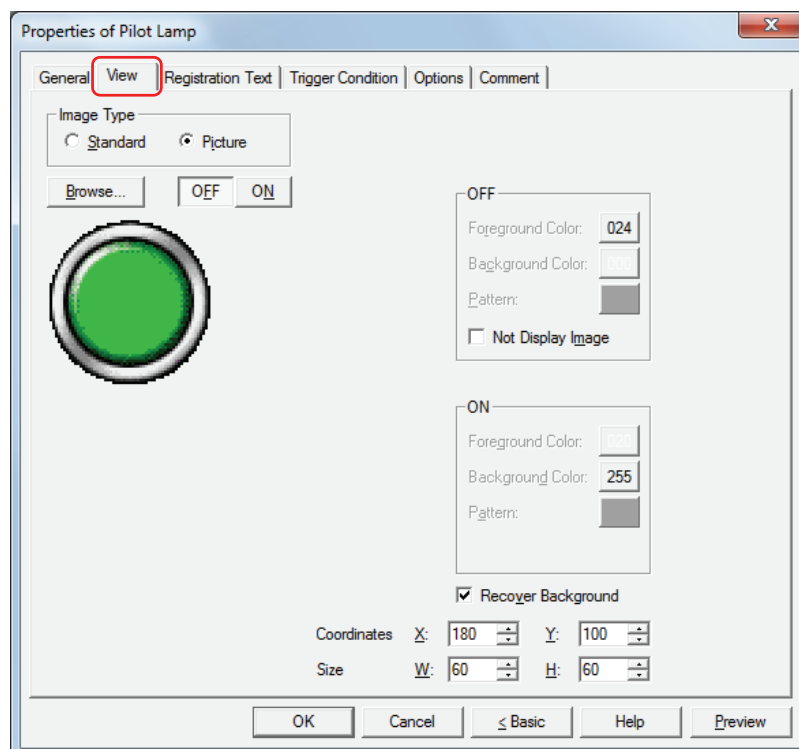 Properties of Pilot Lamp
General View Registration Text Trigger Condition Options Comment
Image Type
Standard Picture
Browse... OFF ON
OFF
Foreground Color: 024
Background Color: 000
Pattern:
Not Display Image
ON
Foreground Color: 020
Background Color: 255
Pattern:
Recover Background
Coordinates X: 180 Y: 100
Size W: 60 H: 60
OK Cancel < Basic Help Preview